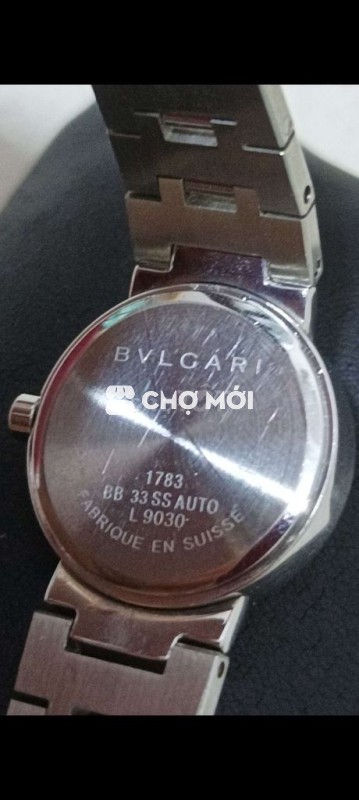 BVLGARI
CHỢ MỚI
1783
BB 33 SS AUTO
L 9030
FABRIQUE EN SUISSE